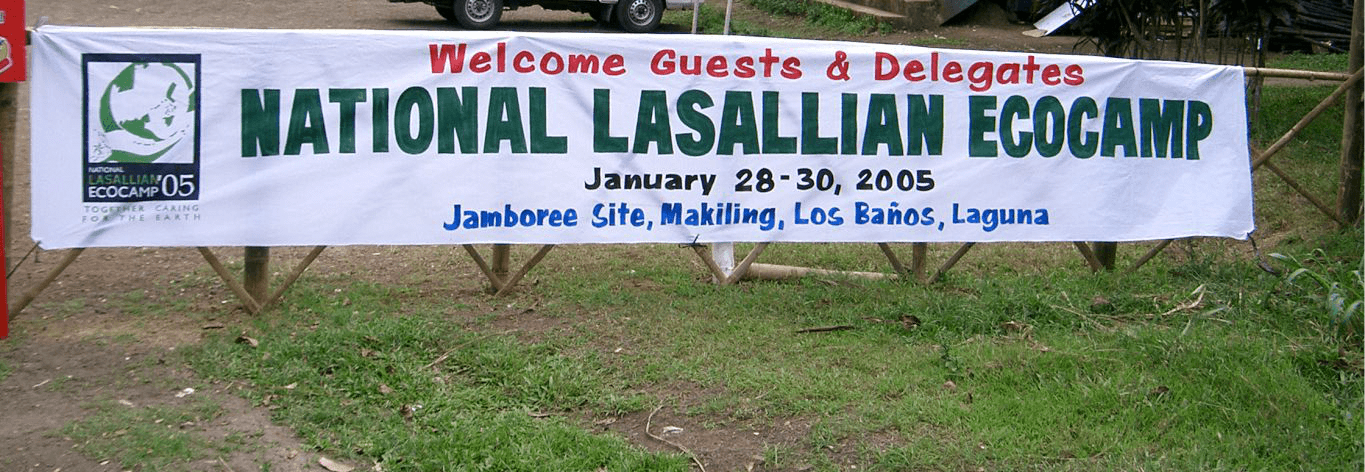 Welcome Guests & Delegates
NATIONAL LASALLIAN ECOCAMP
January 28-30, 2005
Jamboree Site, Makiling, Los Baños, Laguna
NATIONAL
LASALLIAN
ECOCAMP '05
TOGETHER CARING
FOR THE EARTH